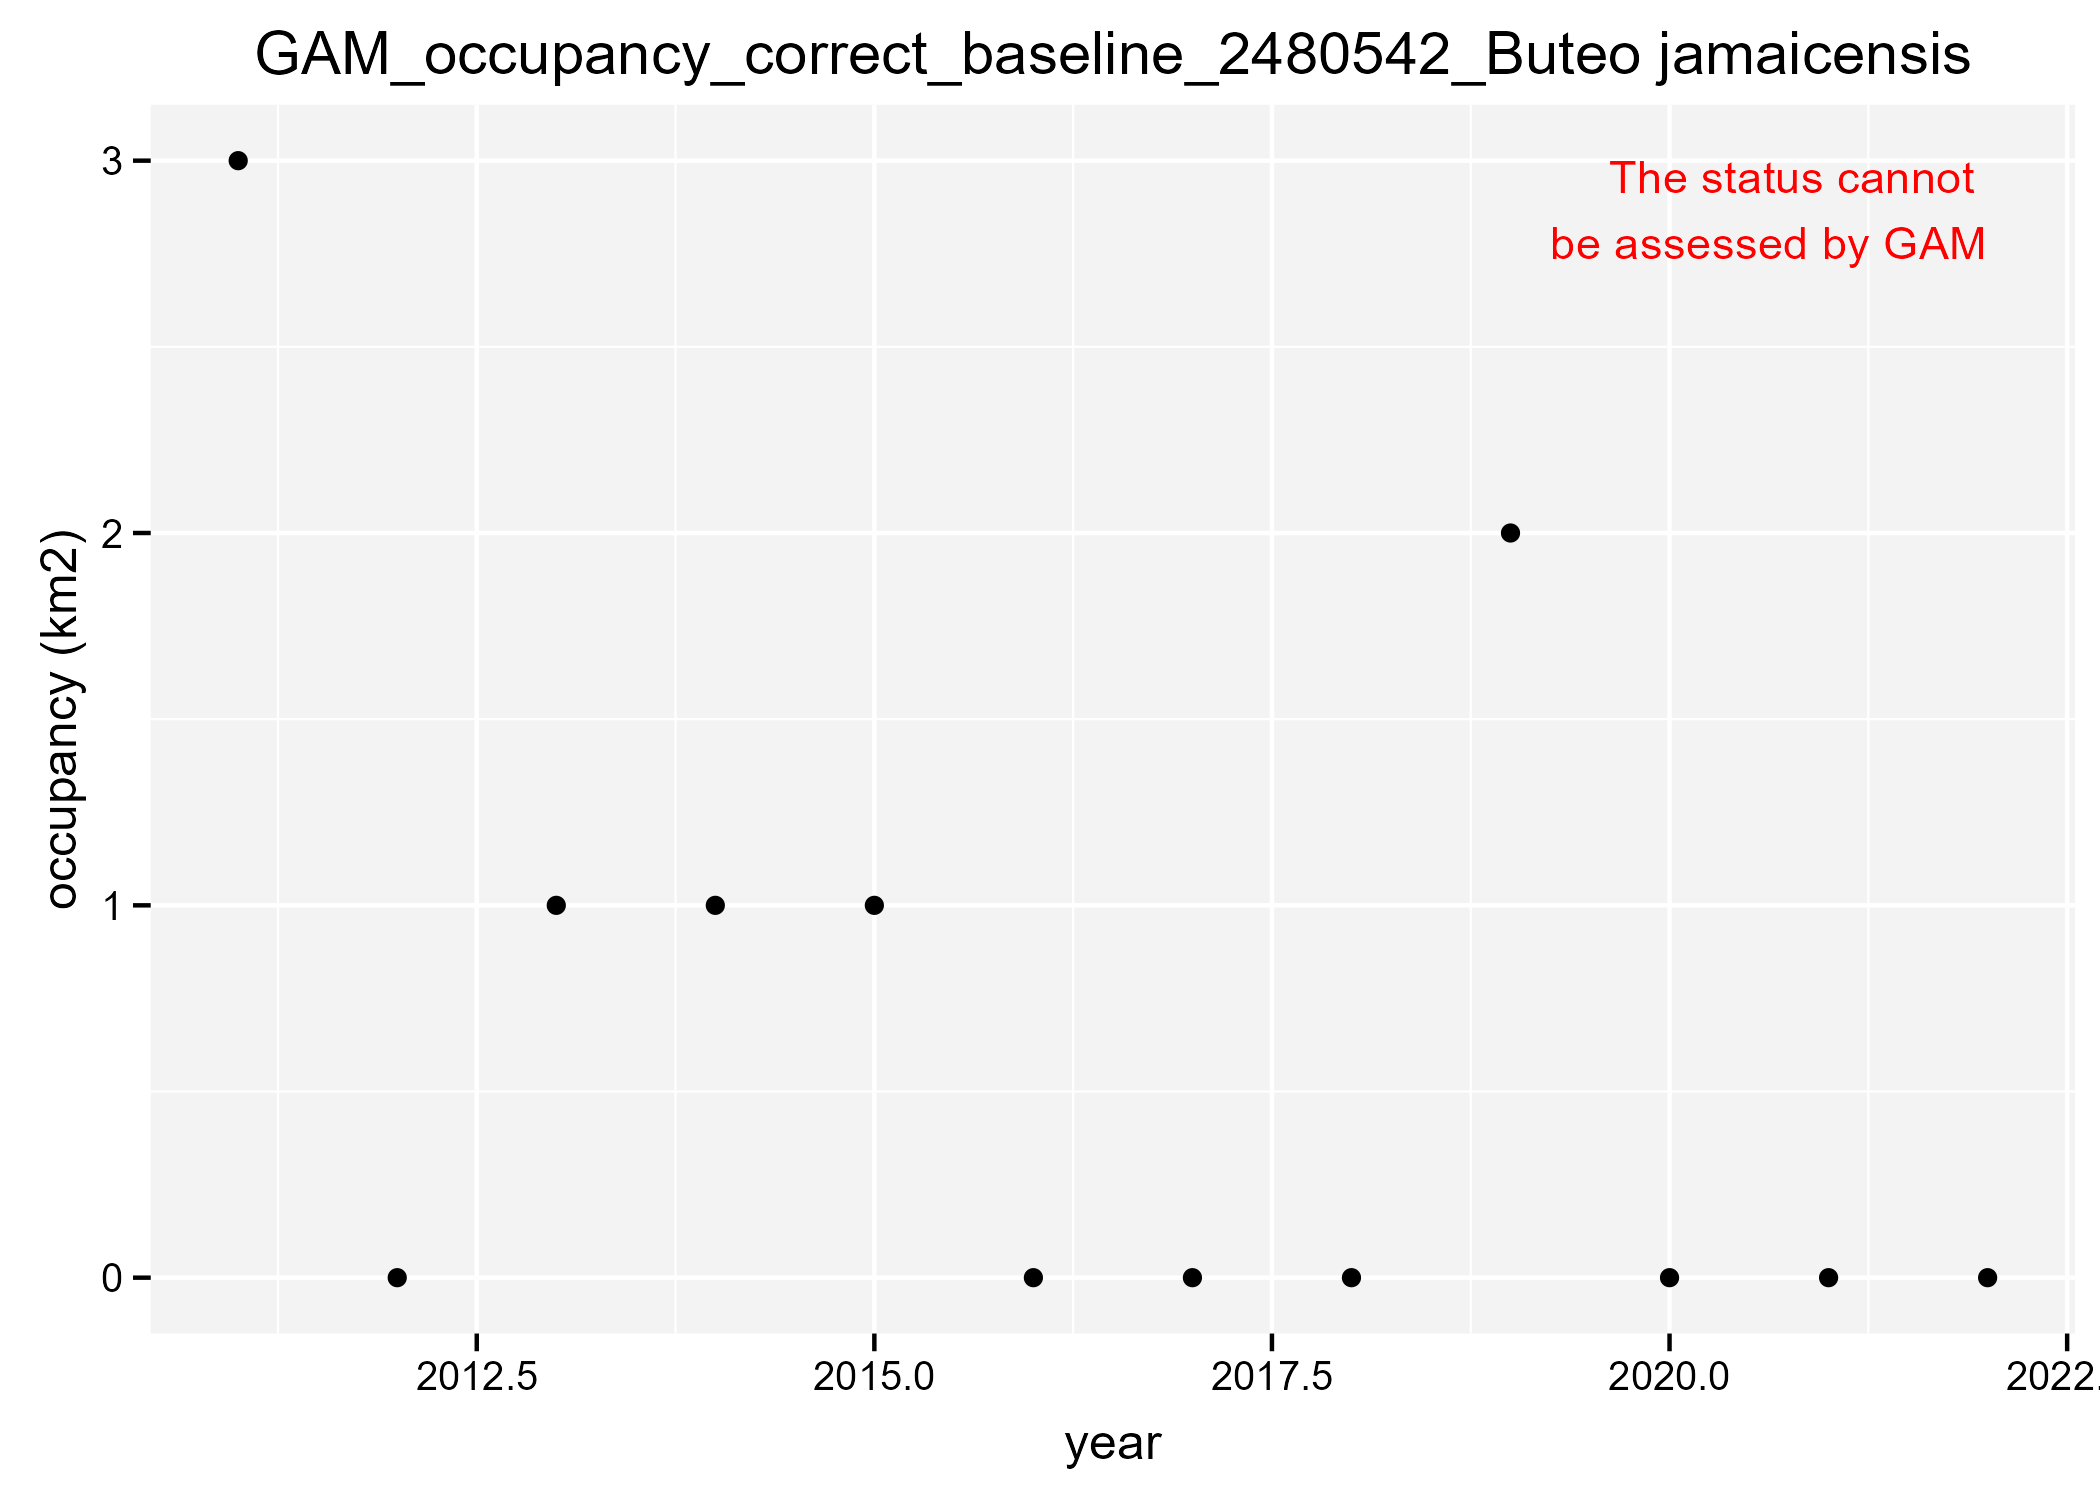 GAM_occupancy_correct_baseline_2480542_Buteo jamaicensis
The status cannot
be assessed by GAM
occupancy (km2)
3
2
1
0
2012.5
2015.0
2017.5
2020.0
2022.
year